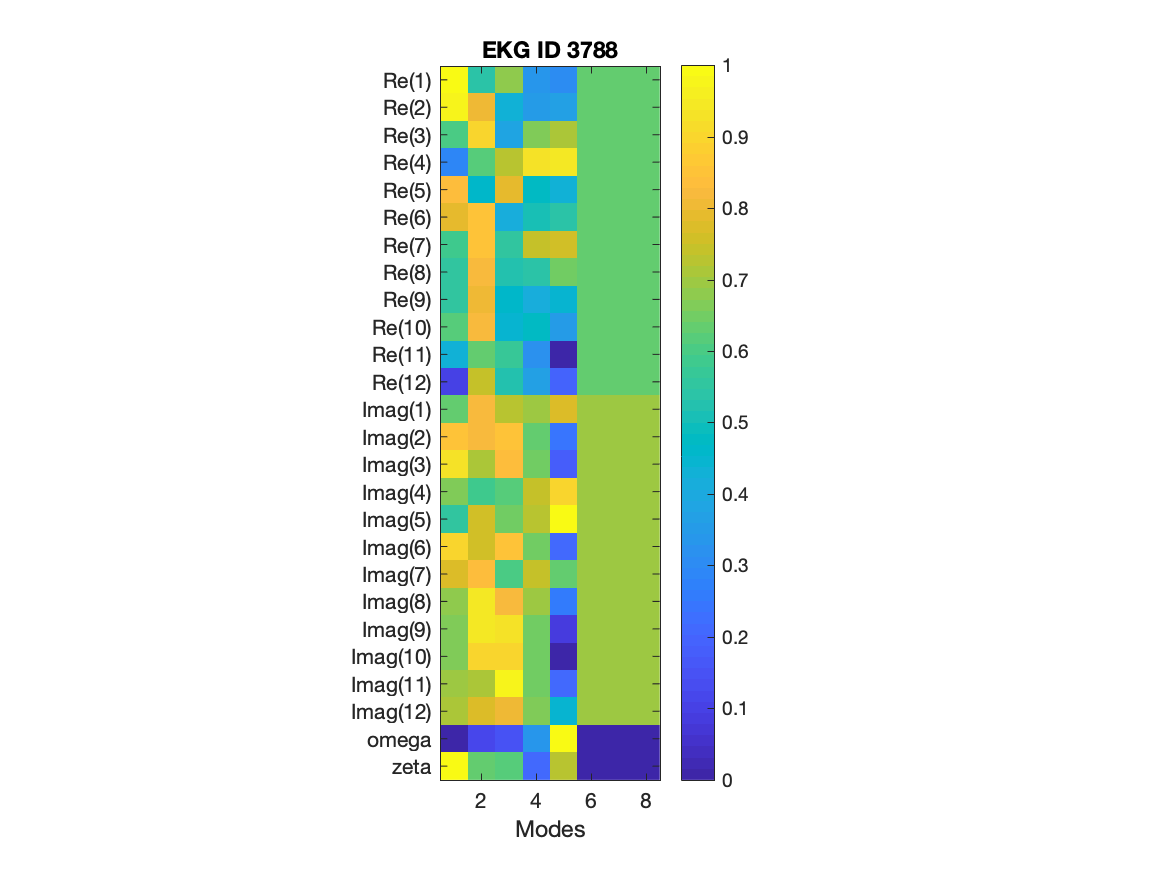 EKG ID 3788
Re(1)
Re(2)
Re(3)
Re(4)
Re(5)
Re(6)
Re(7)
Re(8)
Re(9)
Re(10)
Re(11)
Re(12)
Imag(1)
Imag(2)
Imag(3)
Imag(4)
Imag(5)
Imag(6)
Imag(7)
Imag(8)
Imag(9)
Imag(10)
Imag(11)
Imag(12)
omega
zeta
2 4 6 8
Modes
1
0.9
0.8
0.7
0.6
0.5
0.4
0.3
0.2
0.1
0